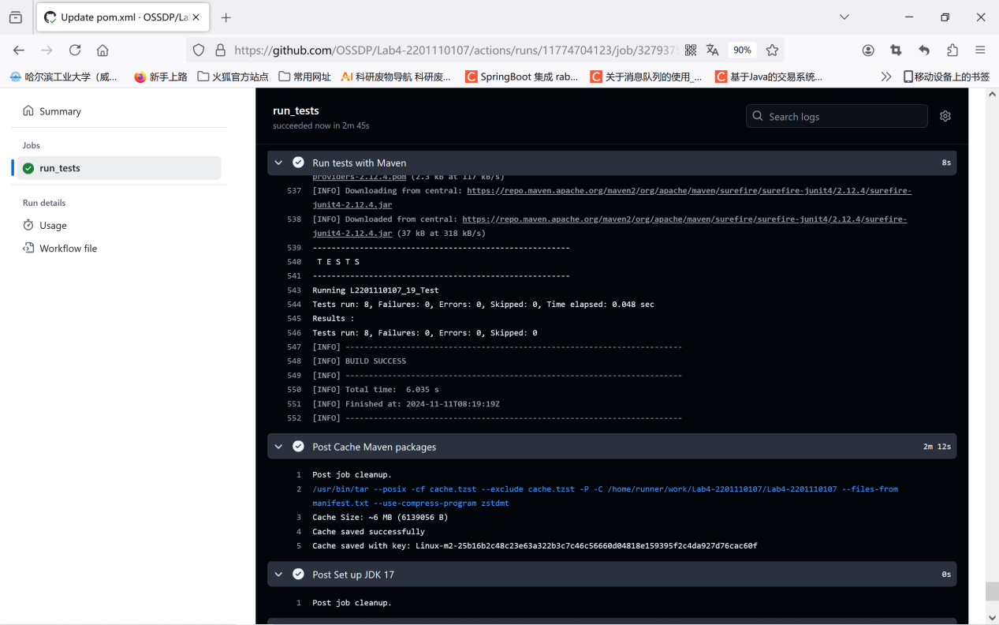 Update pom.xml · OSSDP/La
https://github.com/OSSDP/Lab4-2201110107/actions/runs/11774704123/job/327937
90%
哈尔滨工业大学（威...
新手上路
火狐官方站点
常用网址
科研废物导航 科研废...
SpringBoot 集成 rab...
关于消息队列的使用_...
基于Java的交易系统...
移动设备上的书签
Summary
Jobs
run_tests
Run details
Usage
Workflow file
run_tests
succeeded now in 2m 45s
Search logs
Run tests with Maven
8s
providers-2.12.4.pom (2.3 kB at 117 kB/s)
537 [INFO] Downloading from central: https://repo.maven.apache.org/maven2/org/apache/maven/surefire/surefire-junit4/2.12.4/surefire-
junit4-2.12.4.jar
538 [INFO] Downloaded from central: https://repo.maven.apache.org/maven2/org/apache/maven/surefire/surefire-junit4/2.12.4/surefire-
junit4-2.12.4.jar (37 kB at 318 kB/s)
539 -------------------------------------------------------
540 T E S T S
541 -------------------------------------------------------
543 Running L2201110107_19_Test
544 Tests run: 8, Failures: 0, Errors: 0, Skipped: 0, Time elapsed: 0.048 sec
545 Results :
546 Tests run: 8, Failures: 0, Errors: 0, Skipped: 0
547 [INFO] ------------------------------------------------------------------------
548 [INFO] BUILD SUCCESS
549 [INFO] ------------------------------------------------------------------------
550 [INFO] Total time:  6.035 s
551 [INFO] Finished at: 2024-11-11T08:19:19Z
552 [INFO] ------------------------------------------------------------------------
Post Cache Maven packages
2m 12s
1 Post job cleanup.
2 /usr/bin/tar --posix -cf cache.tzst --exclude cache.tzst -P -C /home/runner/work/Lab4-2201110107/Lab4-2201110107 --files-from
manifest.txt --use-compress-program zstdmt
3 Cache Size: ~6 MB (6139056 B)
4 Cache saved successfully
5 Cache saved with key: Linux-m2-25b16b2c48c23e63a322b3c7c46c56660d04818e159395f2c4da927d76cac60f
Post Set up JDK 17
0s
1 Post job cleanup.